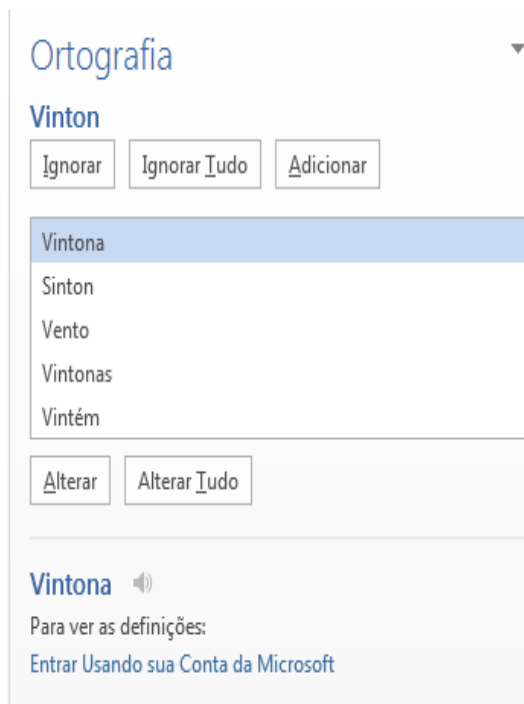 Ortografia
Vinton
Ignorar Ignorar Tudo Adicionar
Vintona
Sinton
Vento
Vintonas
Vintém
Alterar Alterar Tudo
Vintona
Para ver as definições:
Entrar Usando sua Conta da Microsoft